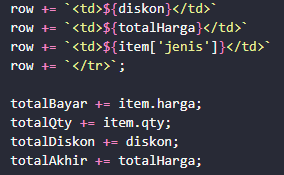 row += `<td>${diskon}</td>`
row += `<td>${totalHarga}</td>`
row += `<td>${item['jenis']}</td>`
row += `</tr>`;
totalBayar += item.harga;
totalQty += item.qty;
totalDiskon += diskon;
totalAkhir += totalHarga;